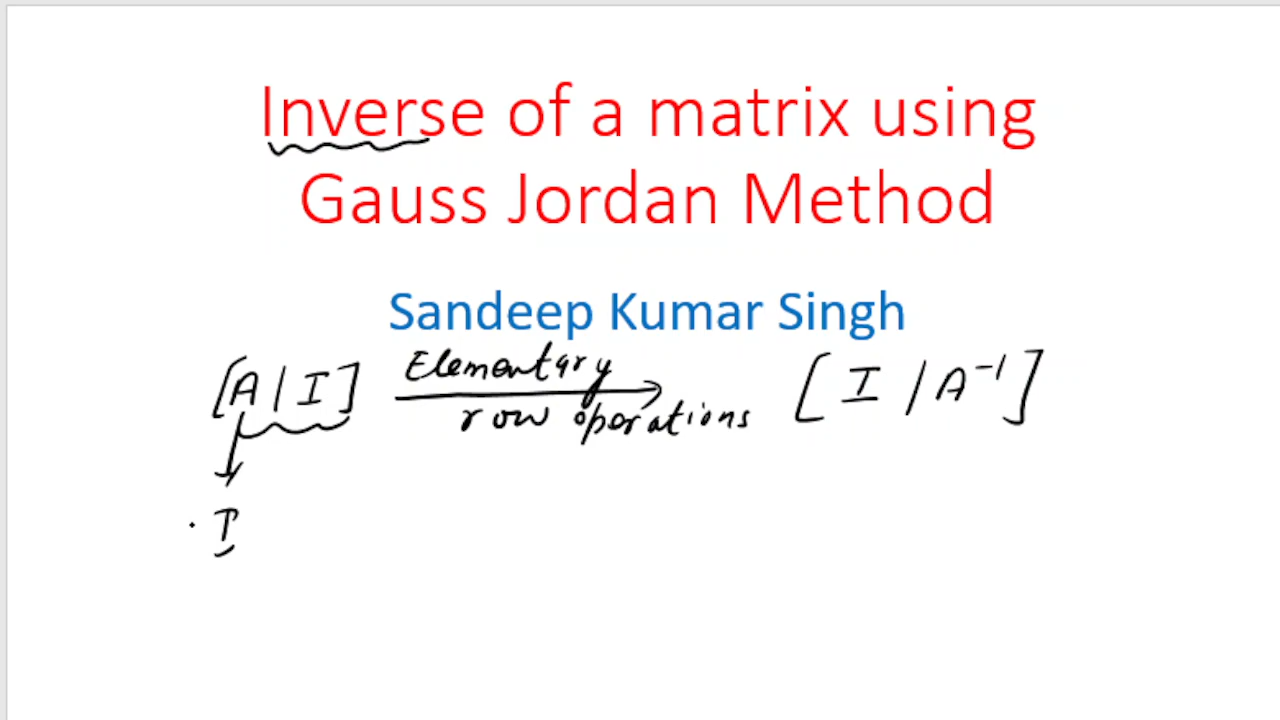 Inverse of a matrix using
Gauss Jordan Method
Sandeep Kumar Singh
[A | I] Elementary row operations [I / A⁻¹]
I